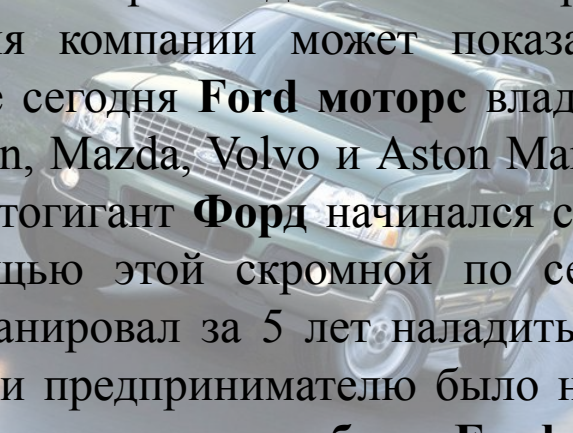 ия компании может показа
е сегодня Ford моторс влад
n, Mazda, Volvo и Aston Mar
тогигант Форд начинался с
щью этой скромной по се
анировал за 5 лет наладить
и предпринимателю было н